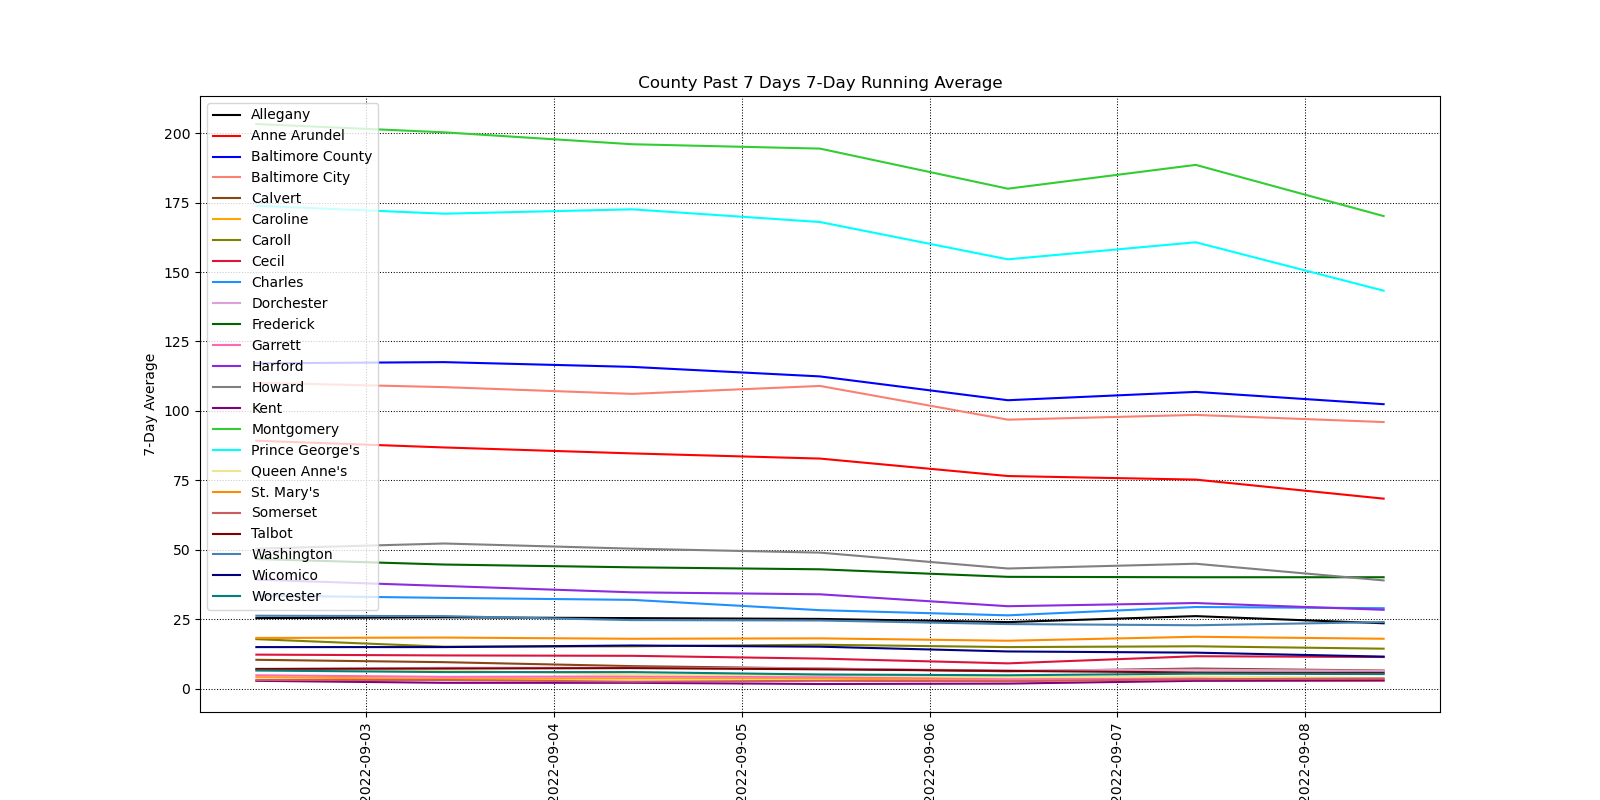 County Past 7 Days 7-Day Running Average
7-Day Average
200
175
150
125
100
75
50
25
0
Allegany
Anne Arundel
Baltimore County
Baltimore City
Calvert
Caroline
Caroll
Cecil
Charles
Dorchester
Frederick
Garrett
Harford
Howard
Kent
Montgomery
Prince George's
Queen Anne's
St. Mary's
Somerset
Talbot
Washington
Wicomico
Worcester
2022-09-03
2022-09-04
2022-09-05
2022-09-06
2022-09-07
2022-09-08